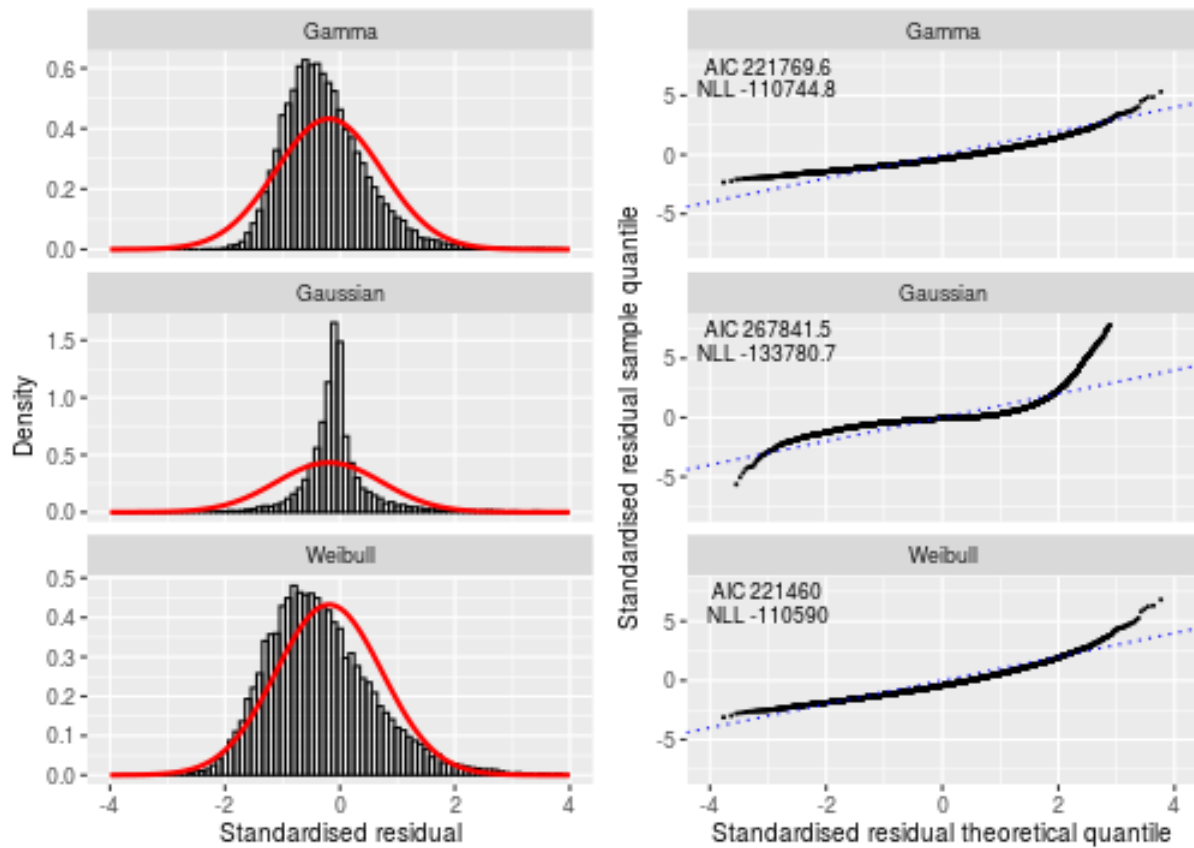 Gamma
0.6
0.4
0.2
0.0
Gaussian
1.5
1.0
0.5
0.0
Weibull
0.5
0.4
0.3
0.2
0.1
0.0
-4 -2 0 2 4
Standardised residual
Density
Gamma
AIC 221769.6
NLL -110744.8
5
0
-5
Gaussian
AIC 267841.5
NLL -133780.7
5
0
-5
Weibull
AIC 221460
NLL -110590
5
0
-5
-4 -2 0 2 4
Standardised residual theoretical quantile
Standardised residual sample quantile